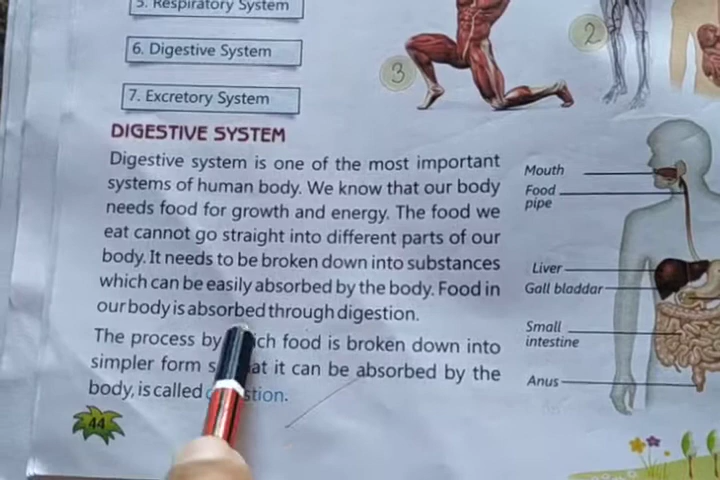 5. Respiratory System
6. Digestive System
7. Excretory System
3
2
DIGESTIVE SYSTEM
Digestive system is one of the most important
systems of human body. We know that our body
needs food for growth and energy. The food we
eat cannot go straight into different parts of our
body. It needs to be broken down into substances
which can be easily absorbed by the body. Food in
our body is absorbed through digestion.
The process by food is broken down into
simpler form it can be absorbed by the
body, is called
44
Mouth
Food
pipe
Liver
Gall bladdar
Small
intestine
Anus